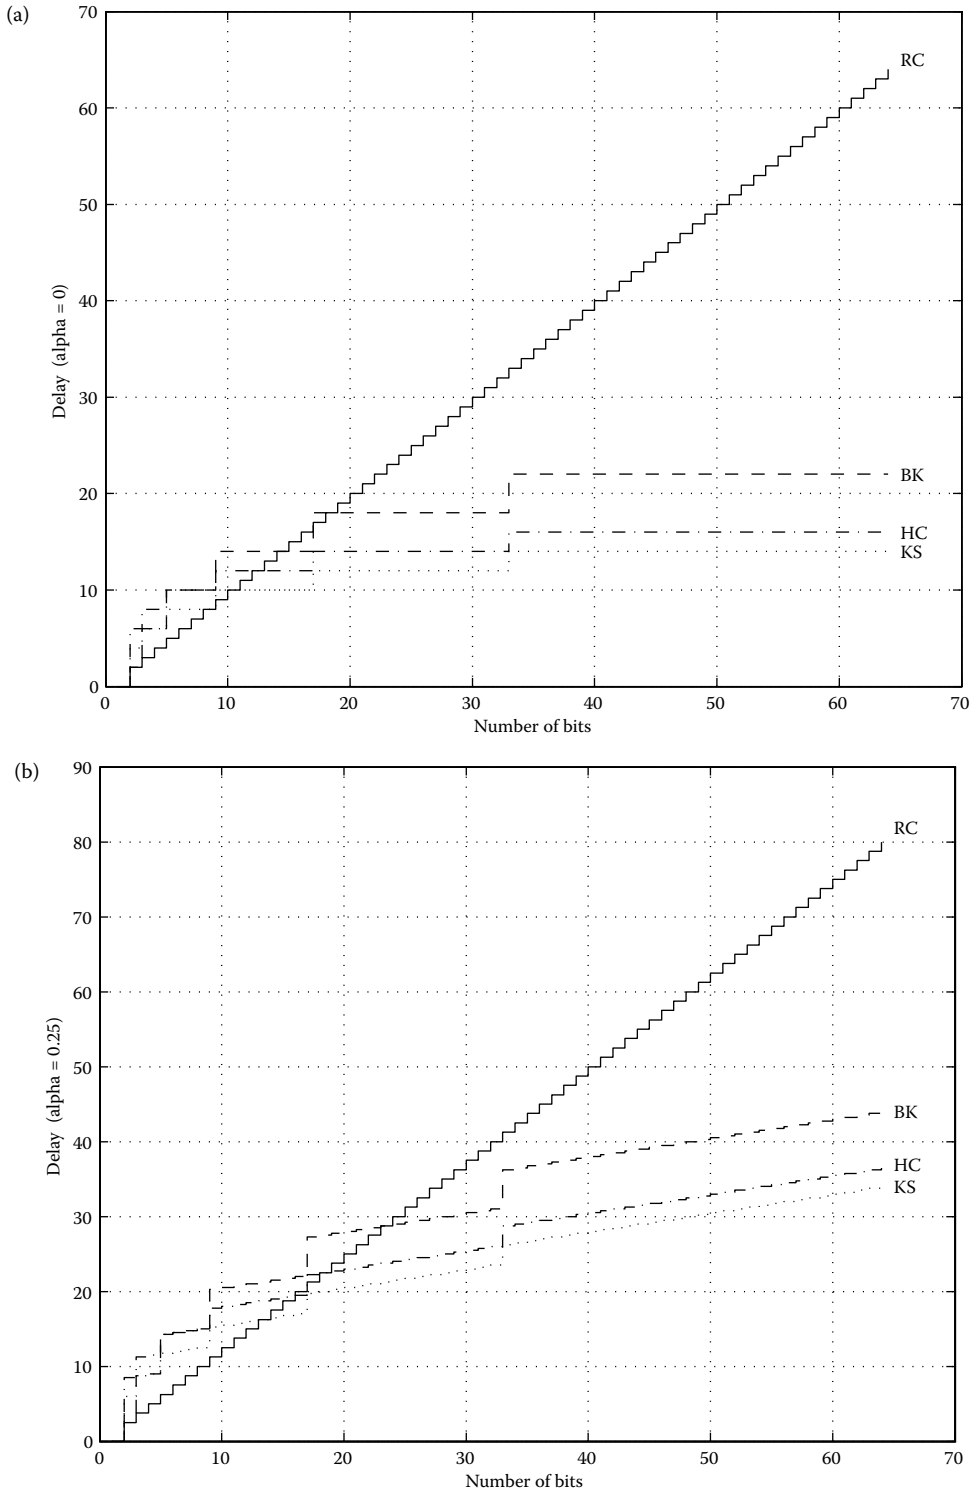 (a)
70
60
50
40
30
20
10
0
Delay (alpha = 0)
RC
BK
HC
KS
0 10 20 30 40 50 60 70
Number of bits
(b)
90
80
70
60
50
40
30
20
10
0
Delay (alpha = 0.25)
RC
BK
HC
KS
0 10 20 30 40 50 60 70
Number of bits